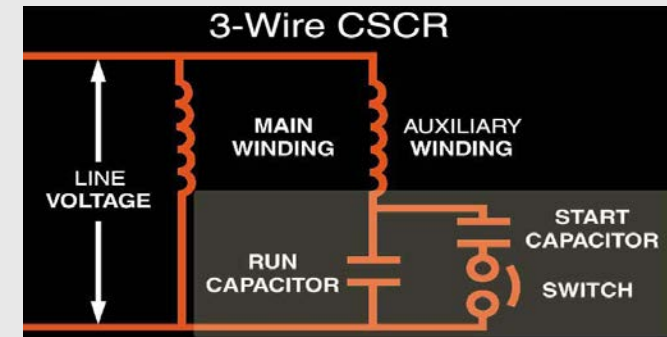 3-Wire CSCR
MAIN
WINDING
AUXILIARY
WINDING
LINE
VOLTAGE
RUN
CAPACITOR
START
CAPACITOR
SWITCH